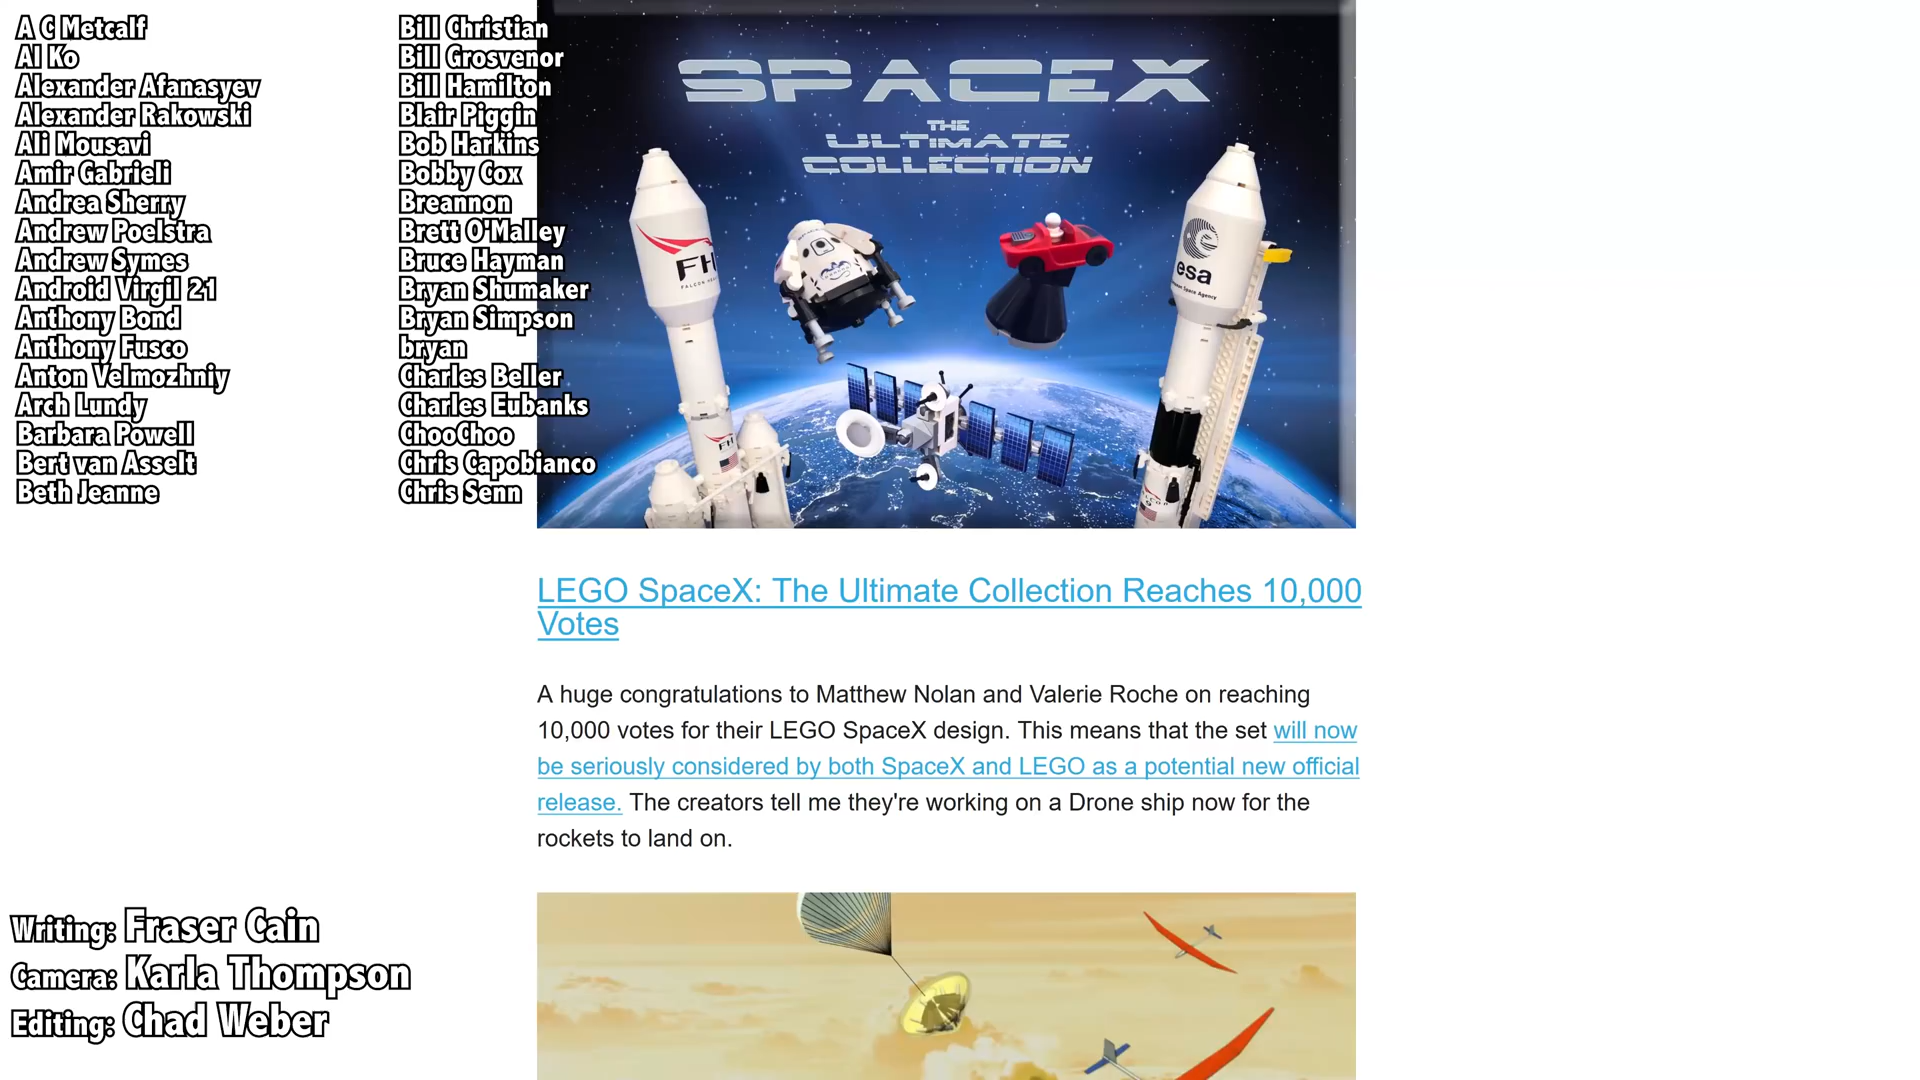 A C Metcalf
Al Ko
Alexander Afanasyev
Alexander Rakowski
Ali Mousavi
Amir Gabrieli
Andrea Sherry
Andrew Poelstra
Andrew Symes
Android Virgil 21
Anthony Bond
Anthony Fusco
Anton Velmozhniy
Arch Lundy
Barbara Powell
Bert van Asselt
Beth Jeanne
Bill Christian
Bill Grosvenor
Bill Hamilton
Blair Piggin
Bob Harkins
Bobby Cox
Breannon
Brett O'Malley
Bruce Hayman
Bryan Shumaker
Bryan Simpson
bryan
Charles Beller
Charles Eubanks
ChooChoo
Chris Capobianco
Chris Senn
SPACEX
THE
ULTIMATE
COLLECTION
FH
esa
FH
LEGO SpaceX: The Ultimate Collection Reaches 10,000
Votes
A huge congratulations to Matthew Nolan and Valerie Roche on reaching
10,000 votes for their LEGO SpaceX design. This means that the set will now
be seriously considered by both SpaceX and LEGO as a potential new official
release. The creators tell me they're working on a Drone ship now for the
rockets to land on.
Writing: Fraser Cain
Camera: Karla Thompson
Editing: Chad Weber